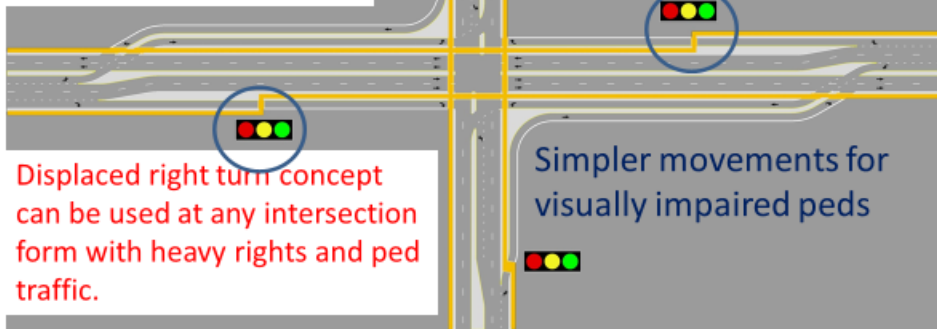 Displaced right turn concept
can be used at any intersection
form with heavy rights and ped
traffic.
Simpler movements for
visually impaired peds